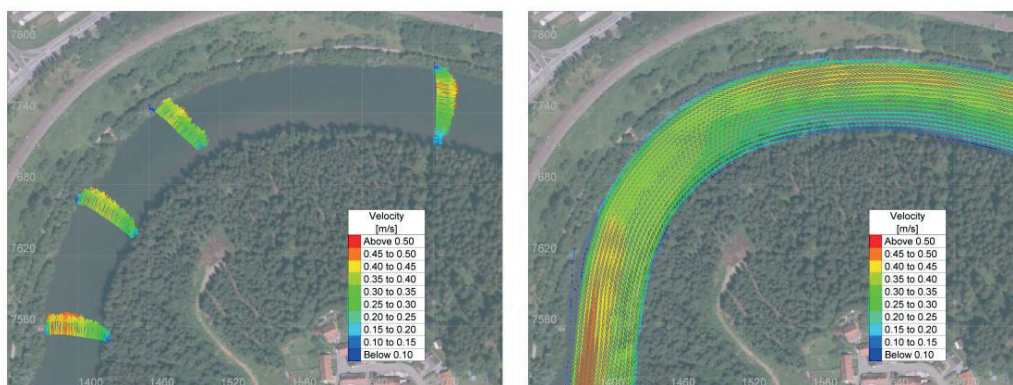 7800
7740
7680
7620
7560
1400
1460
1520
Velocity
[m/s]
Above 0.50
0.45 to 0.50
0.40 to 0.45
0.35 to 0.40
0.30 to 0.35
0.25 to 0.30
0.20 to 0.25
0.15 to 0.20
0.10 to 0.15
Below 0.10
7800
7740
7680
7620
7560
1400
1460
1520
Velocity
[m/s]
Above 0.50
0.45 to 0.50
0.40 to 0.45
0.35 to 0.40
0.30 to 0.35
0.25 to 0.30
0.20 to 0.25
0.15 to 0.20
0.10 to 0.15
Below 0.10